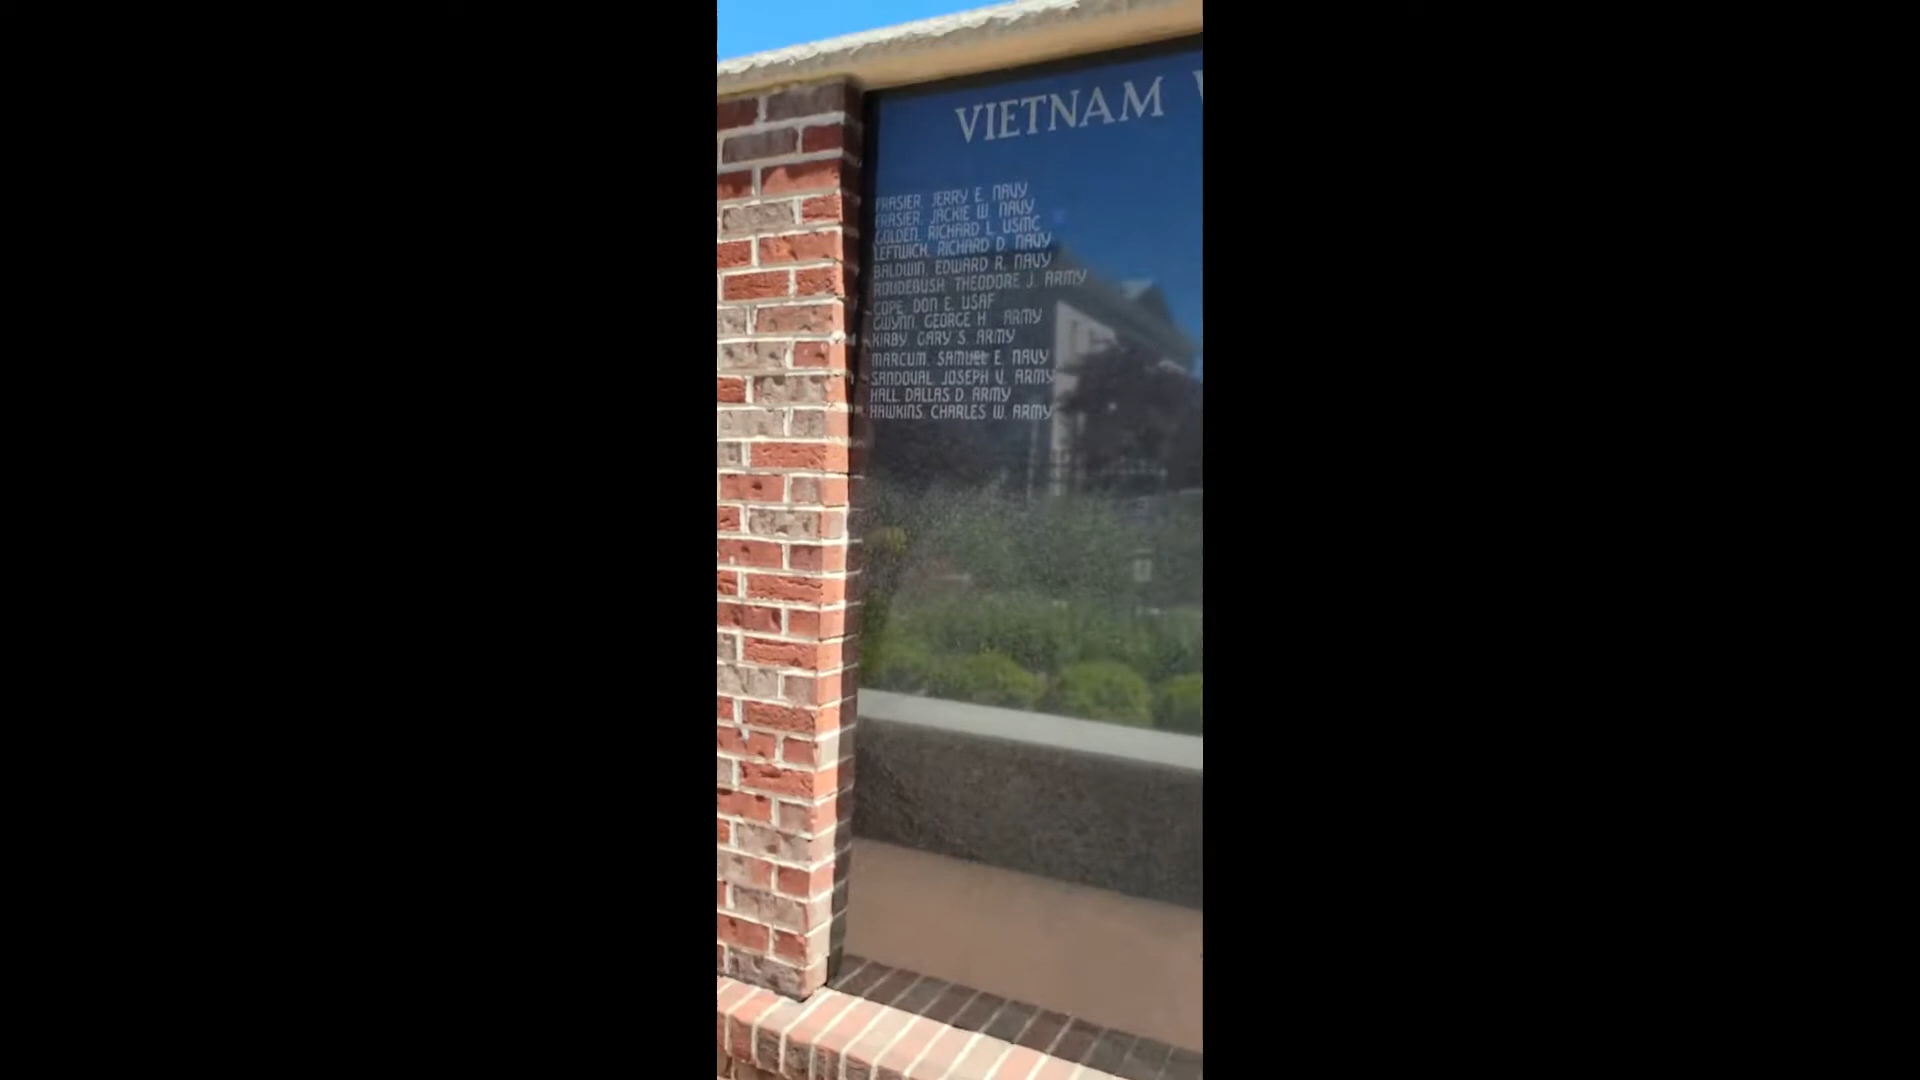 VIETNAM
FRASIER, JERRY E. NAVY
FRASIER, JACKIE W. NAVY
GOLDEN, RICHARD L. USMC
LEFTWICH, RICHARD D. NAVY
BALDWIN, EDWARD R. NAVY
ROUDEBUSH, THEODORE J. ARMY
COPE, DON E. USAF
GWYNN, GEORGE H. ARMY
KIRBY, GARY S. ARMY
MARCUM, SAMUEL E. NAVY
SANDOVAL, JOSEPH V. ARMY
HALL, DALLAS D. ARMY
HAWKINS, CHARLES W. ARMY